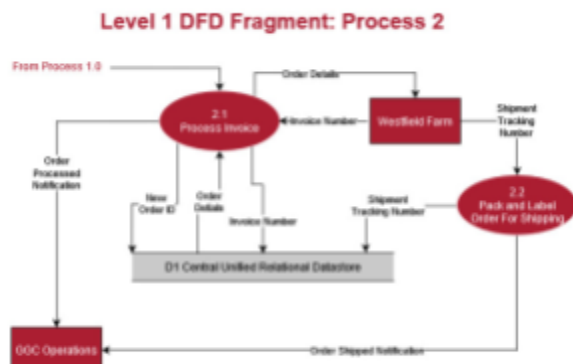 Level 1 DFD Fragment: Process 2
From Process 1.0
Order Details
2.1
Process Invoice
Invoice Number
Westfield Farm
Shipment
Tracking
Number
Order
Processed
Notification
New
Order ID
Order
Details
Invoice Number
Shipment
Tracking Number
2.2
Pack and Label
Order For Shipping
D1 Central Unified Relational Datastore
GGC Operations
Order Shipped Notification